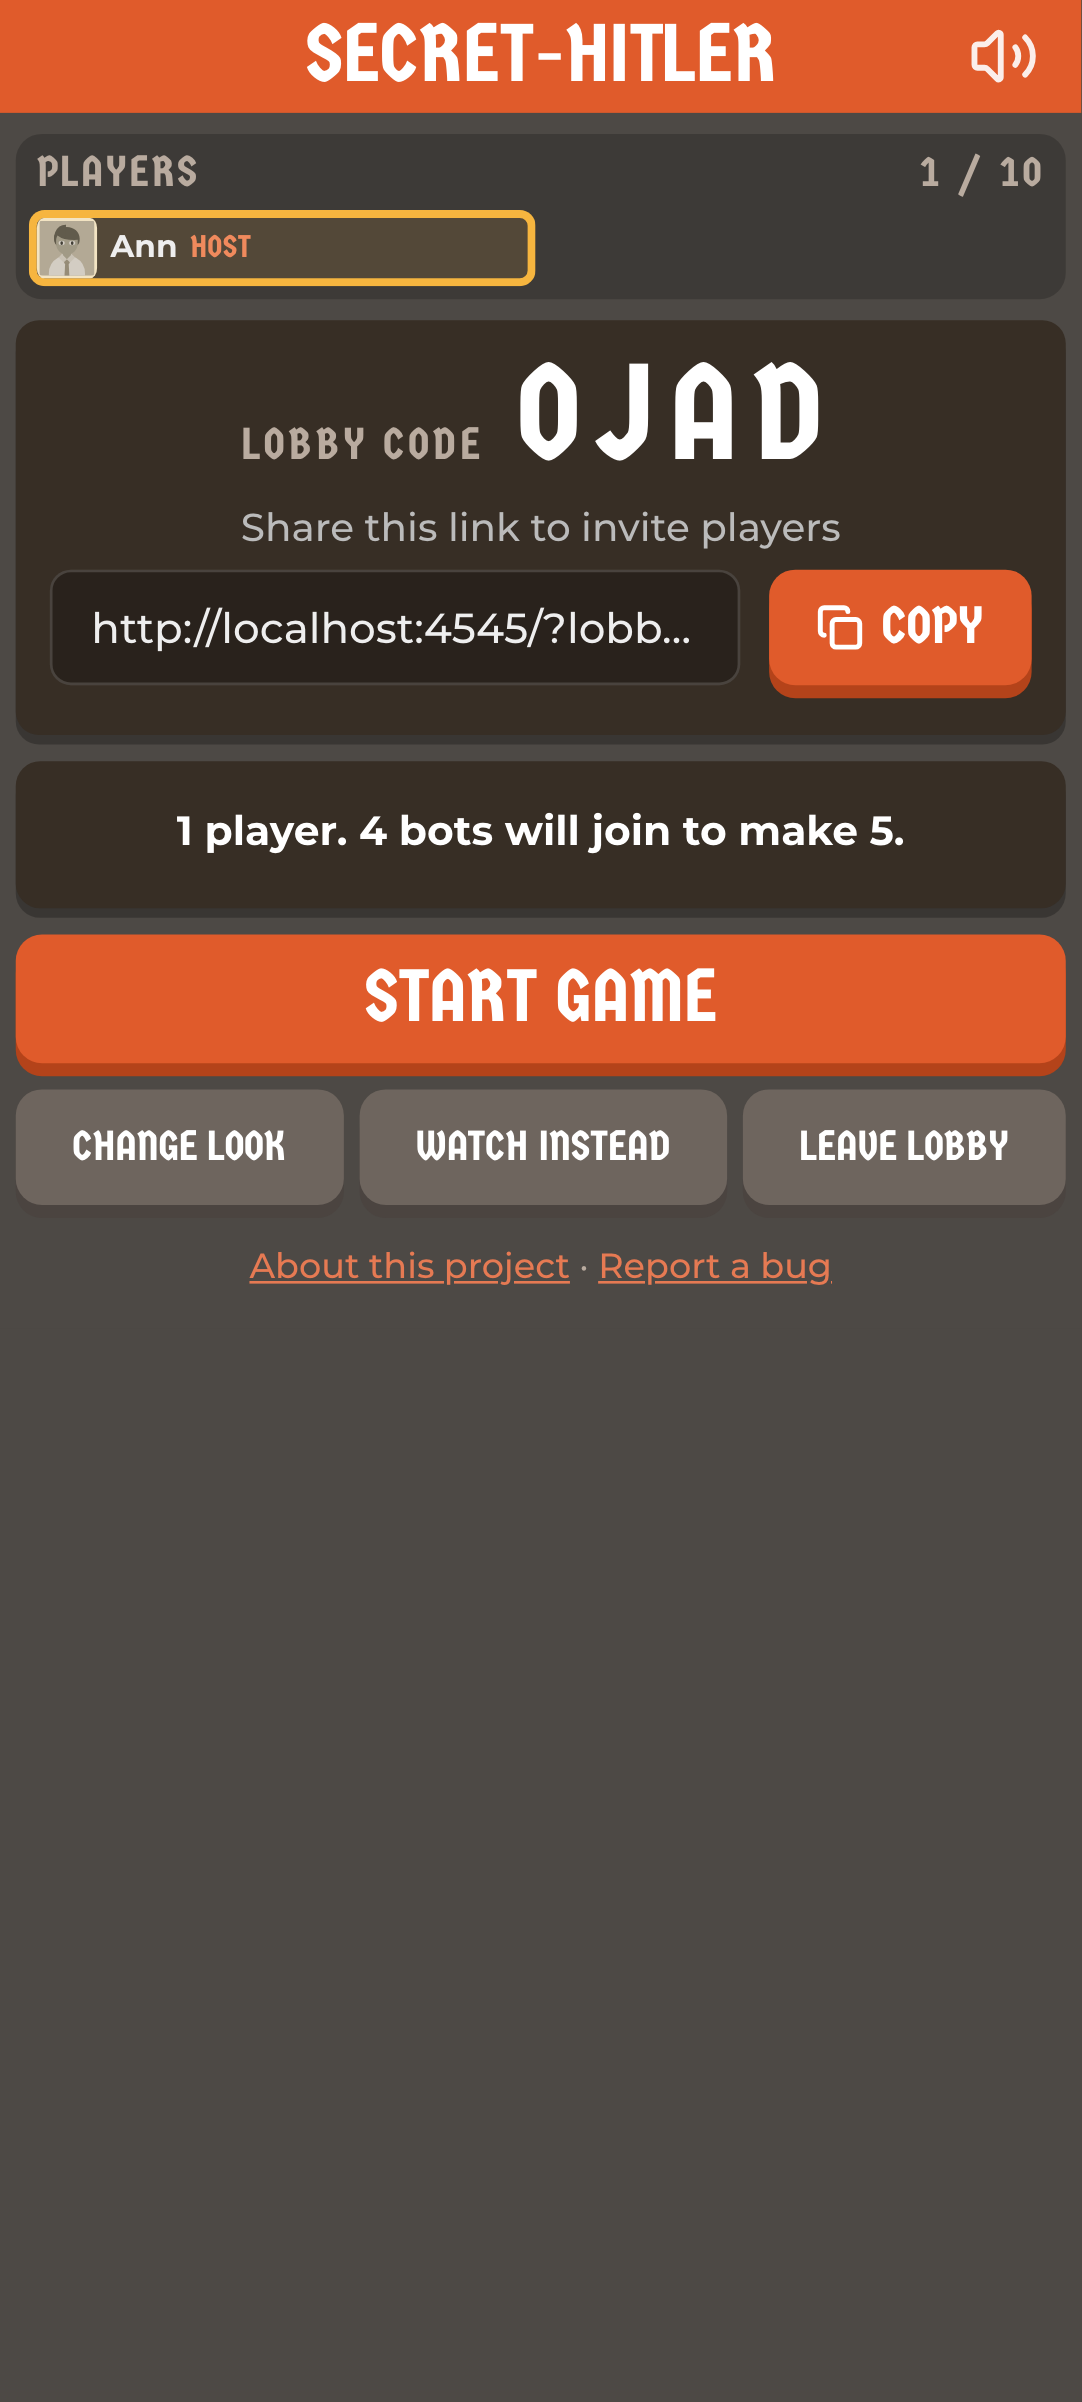 SECRET-HITLER
PLAYERS 1 / 10
Ann HOST
LOBBY CODE OJAD
Share this link to invite players
http://localhost:4545/?lobb... COPY
1 player. 4 bots will join to make 5.
START GAME
CHANGE LOOK WATCH INSTEAD LEAVE LOBBY
About this project · Report a bug